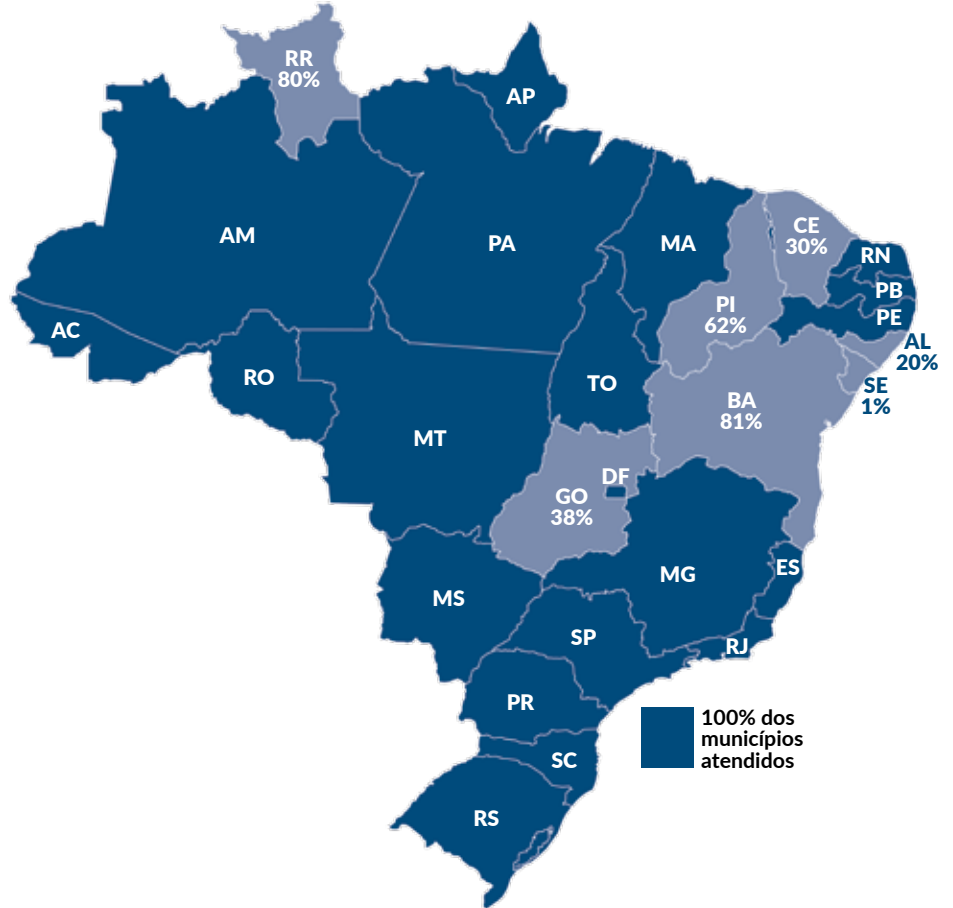 RR
80%
AP
AM
PA
MA
CE
30%
RN
PB
PE
PI
62%
AL
20%
AC
RO
TO
SE
1%
BA
81%
MT
DF
GO
38%
MG
ES
MS
SP
RJ
PR
100% dos
municípios
atendidos
SC
RS